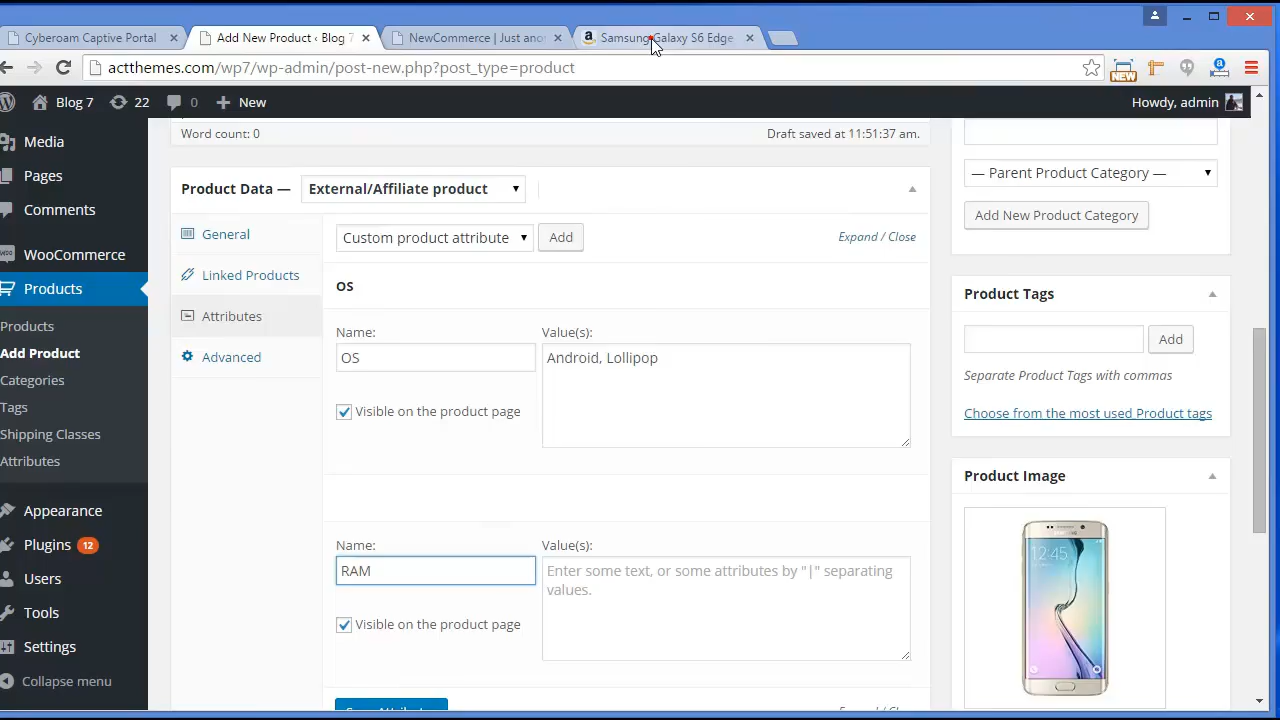 Cyberoam Captive Portal
Add New Product ‹ Blog 7
NewCommerce | Just ano
Samsung Galaxy S6 Edge
actthemes.com/wp7/wp-admin/post-new.php?post_type=product
NEW
Blog 7
22
0
New
Howdy, admin
Media
Pages
Comments
WooCommerce
Products
Products
Add Product
Categories
Tags
Shipping Classes
Attributes
Appearance
Plugins 12
Users
Tools
Settings
Collapse menu
Word count: 0
Draft saved at 11:51:37 am.
Product Data — External/Affiliate product
General
Linked Products
Attributes
Advanced
Custom product attribute
Add
Expand / Close
OS
Name:
Value(s):
OS
Android, Lollipop
Visible on the product page
Name:
Value(s):
RAM
Enter some text, or some attributes by "|" separating
values.
Visible on the product page
— Parent Product Category —
Add New Product Category
Product Tags
Add
Separate Product Tags with commas
Choose from the most used Product tags
Product Image
12:45